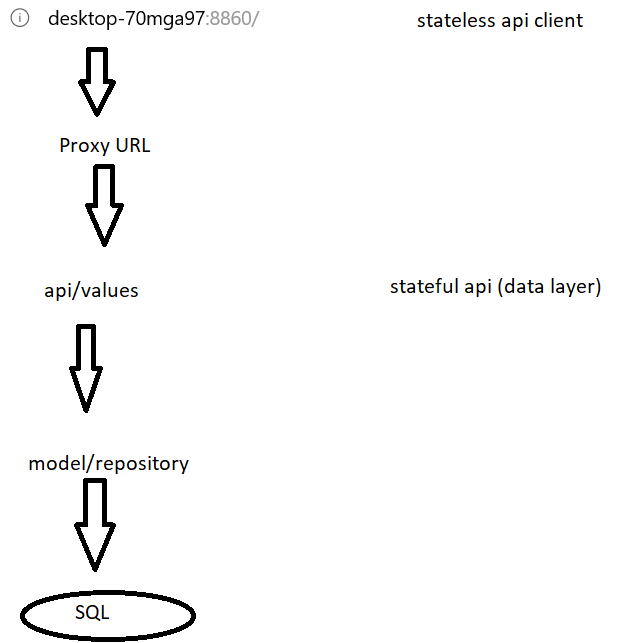 desktop-70mga97:8860/ stateless api client
Proxy URL
api/values stateful api (data layer)
model/repository
SQL